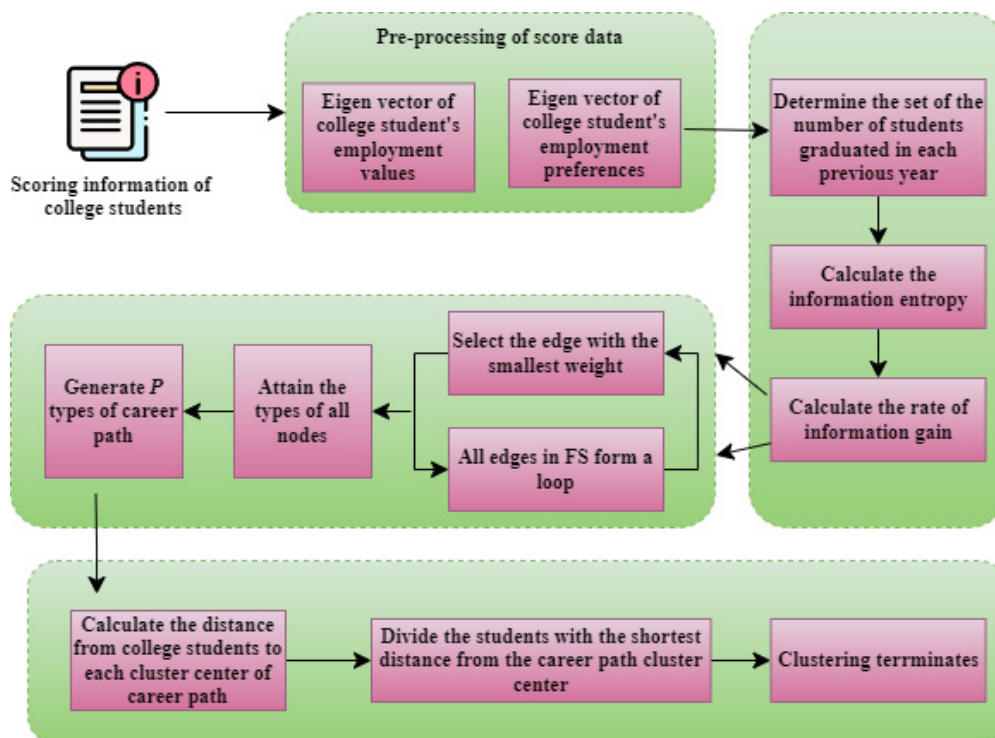 Pre-processing of score data
Scoring information of
college students
Eigen vector of
college student's
employment
values
Eigen vector of
college student's
employment
preferences
Determine the set of the
number of students
graduated in each
previous year
Calculate the
information entropy
Calculate the rate of
information gain
Select the edge with the
smallest weight
All edges in FS form a
loop
Attain the
types of all
nodes
Generate P
types of career
path
Calculate the distance
from college students to
each cluster center of
career path
Divide the students with the shortest
distance from the career path cluster
center
Clustering terrminates